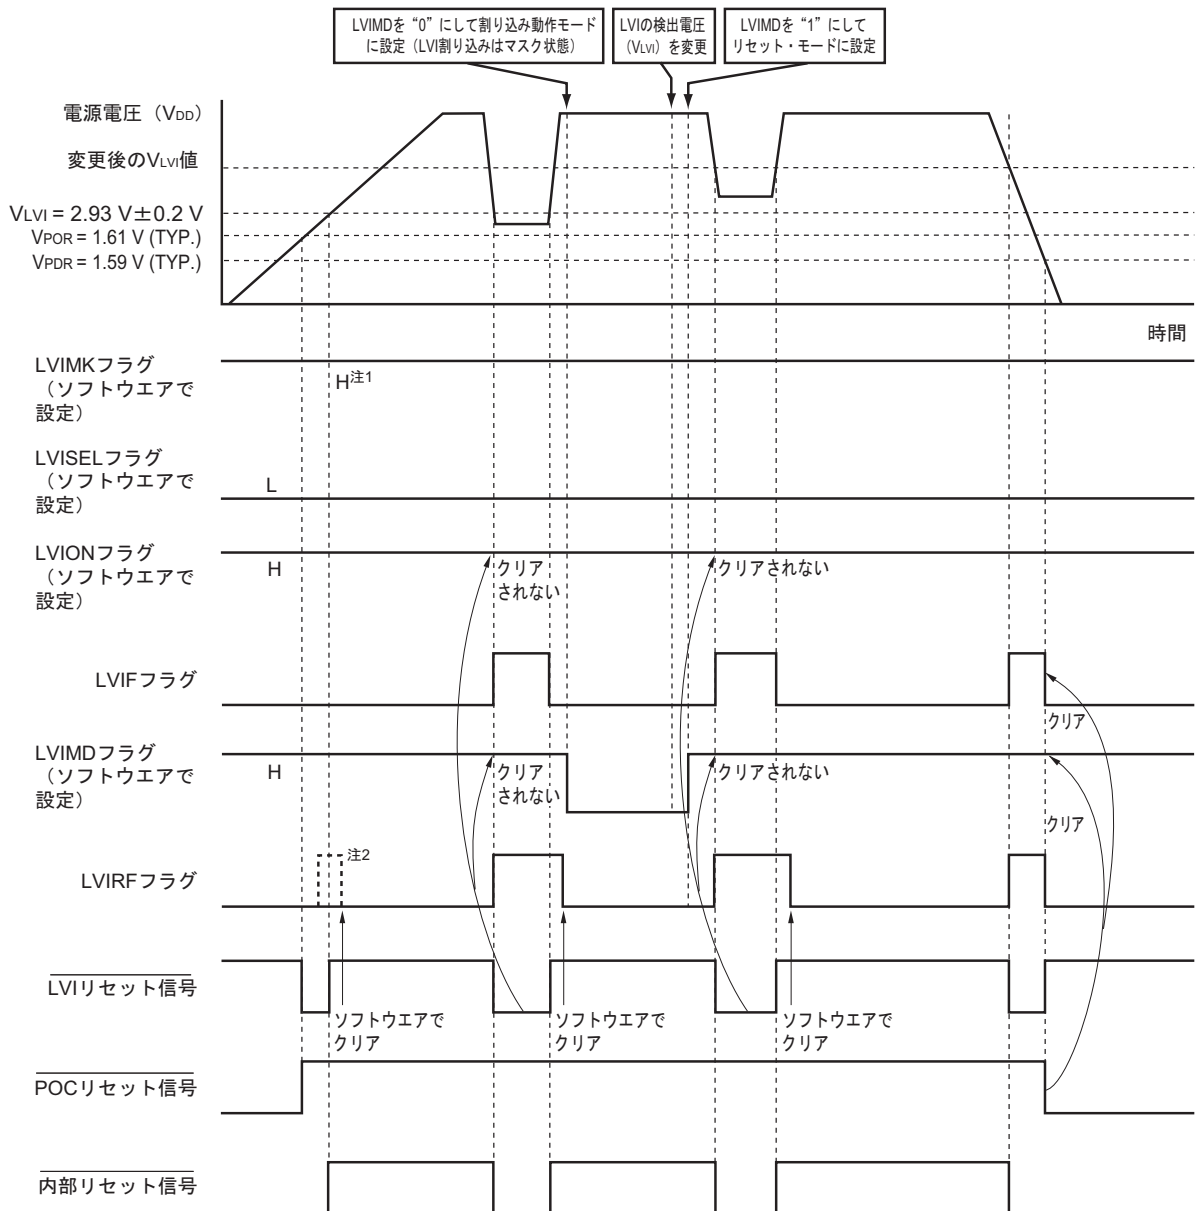 LVIMDを“0”にして割り込み動作モード
に設定（LVI割り込みはマスク状態）
LVIの検出電圧
（VLVI）を変更
LVIMDを“1”にして
リセット・モードに設定
電源電圧（VDD）
変更後のVLVI値
VLVI = 2.93 V±0.2 V
VPOR = 1.61 V (TYP.)
VPDR = 1.59 V (TYP.)
時間
LVIMKフラグ
（ソフトウエアで
設定）
H注1
LVISELフラグ
（ソフトウエアで
設定）
L
LVIONフラグ
（ソフトウエアで
設定）
H
クリア
されない
クリアされない
LVIFフラグ
クリア
LVIMDフラグ
（ソフトウエアで
設定）
H
クリア
されない
クリアされない
クリア
注2
LVIRFフラグ
LVIリセット信号
ソフトウエアで
クリア
ソフトウエアで
クリア
ソフトウエアで
クリア
POCリセット信号
内部リセット信号